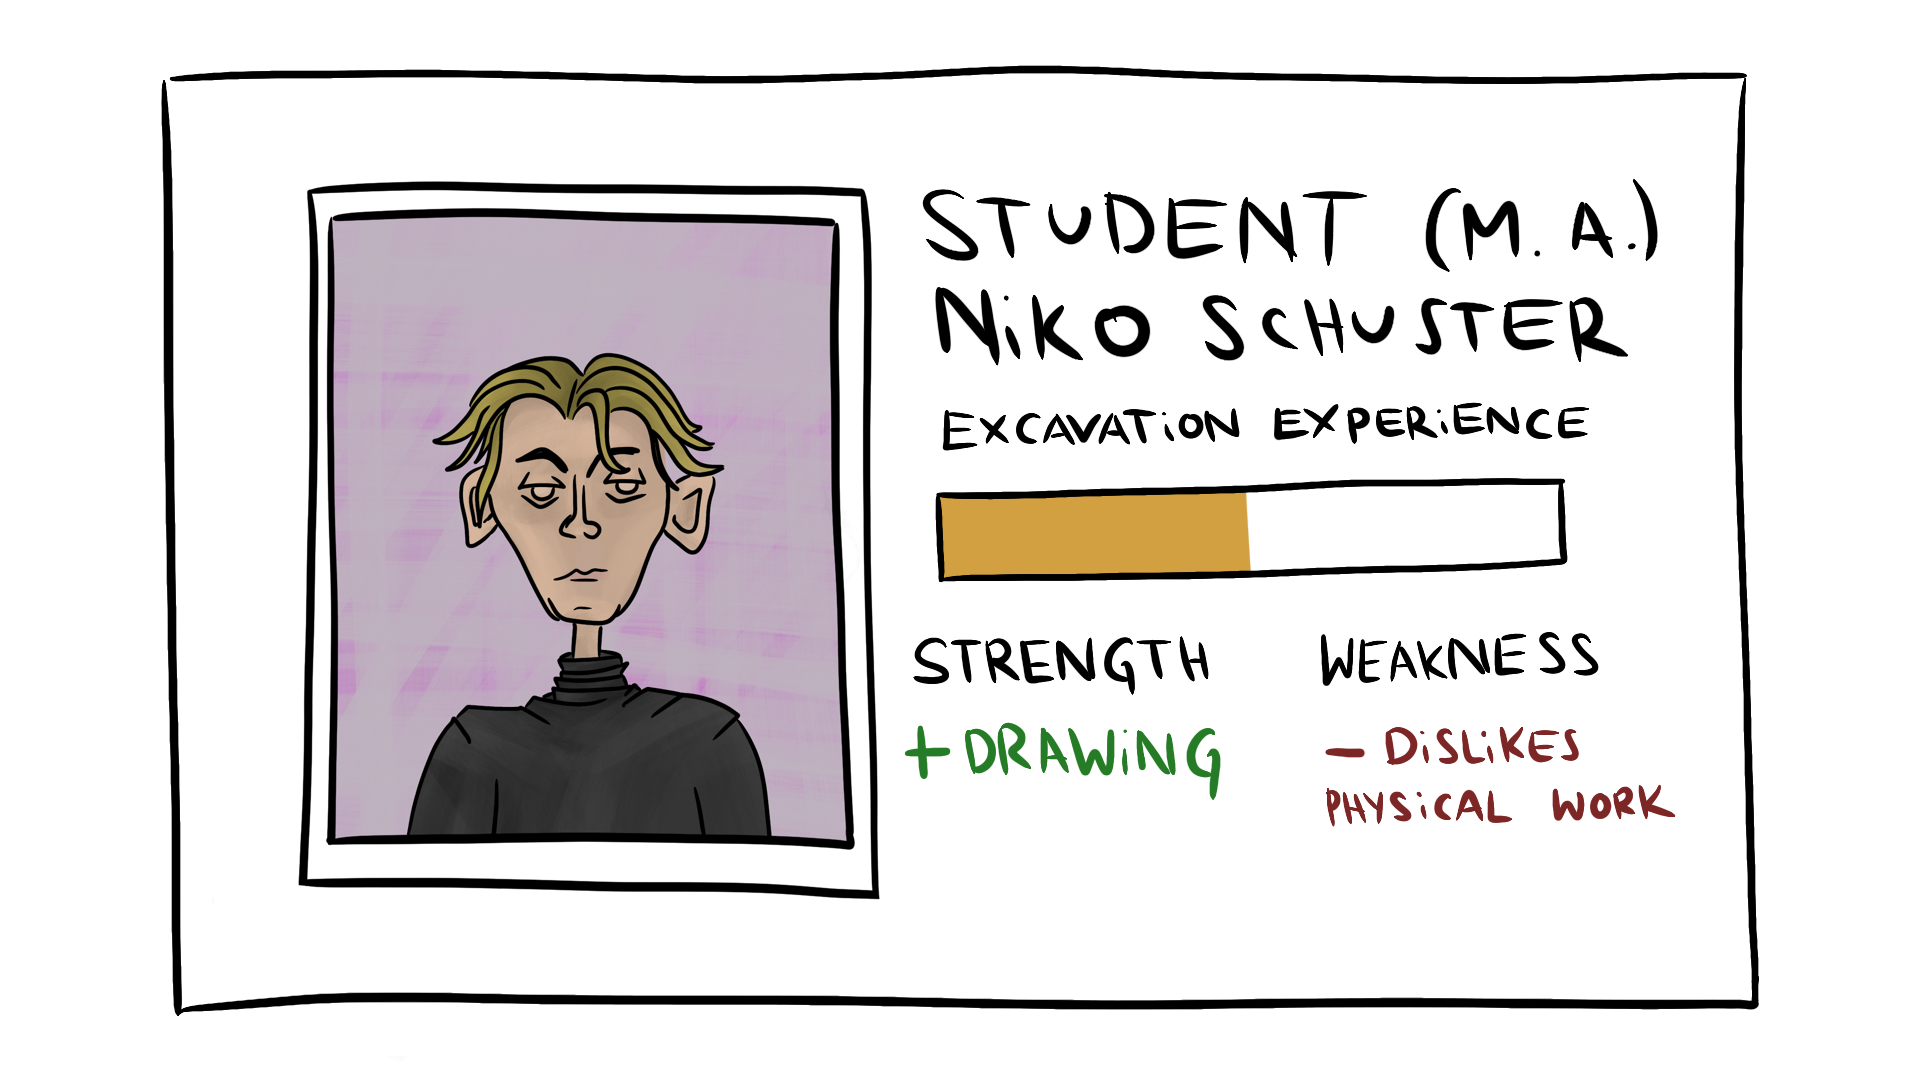 STUDENT (M. A.)
NiKO SCHUSTER
EXCAVATiON EXPERiENCE
STRENGTH
WEAKNESS
+ DRAWiNG
- DiSLiKES
PHYSiCAL WORK